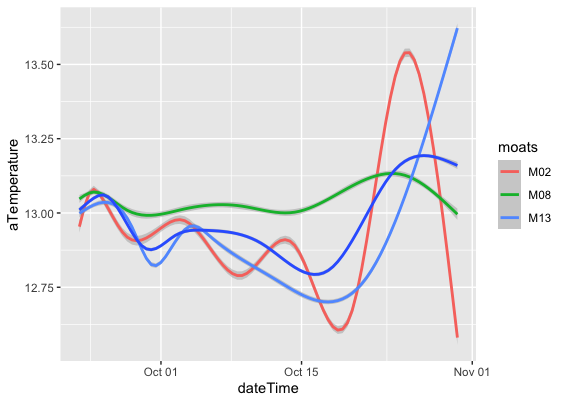 aTemperature
13.50
13.25
13.00
12.75
Oct 01
Oct 15
Nov 01
dateTime
moats
M02
M08
M13